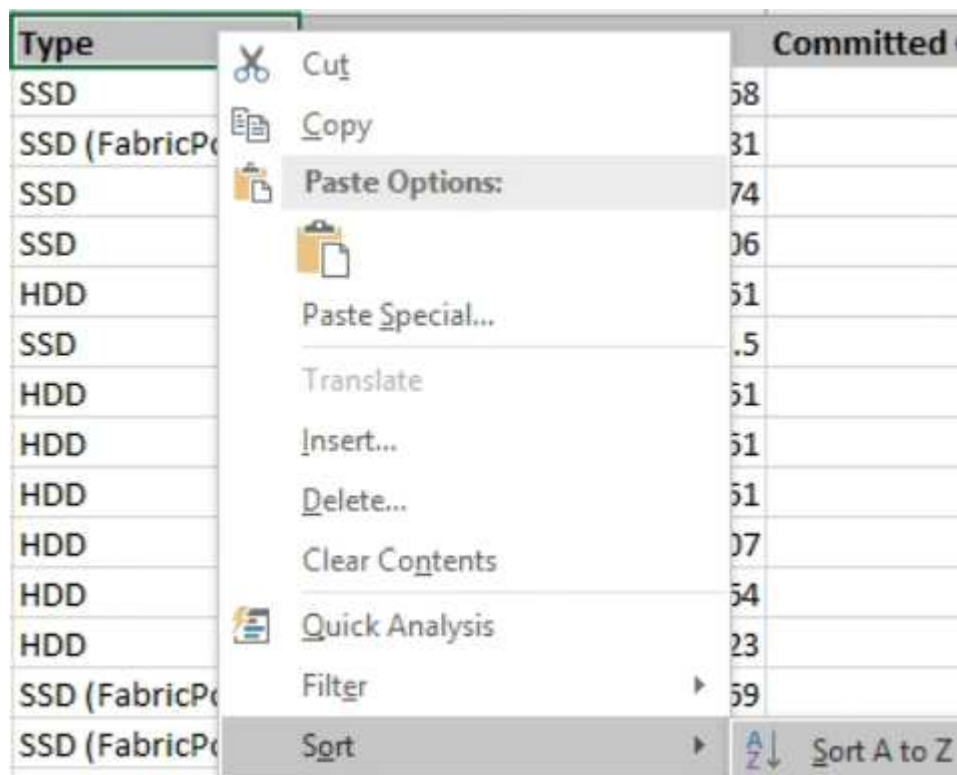 Type Committed
SSD 58
SSD (FabricPo 31
SSD 74
SSD 06
HDD 51
SSD .5
HDD 51
HDD 51
HDD 51
HDD 07
HDD 54
HDD 23
SSD (FabricPo 59
SSD (FabricPo
Cut
Copy
Paste Options:
Paste Special...
Translate
Insert...
Delete...
Clear Contents
Quick Analysis
Filter
Sort
Sort A to Z